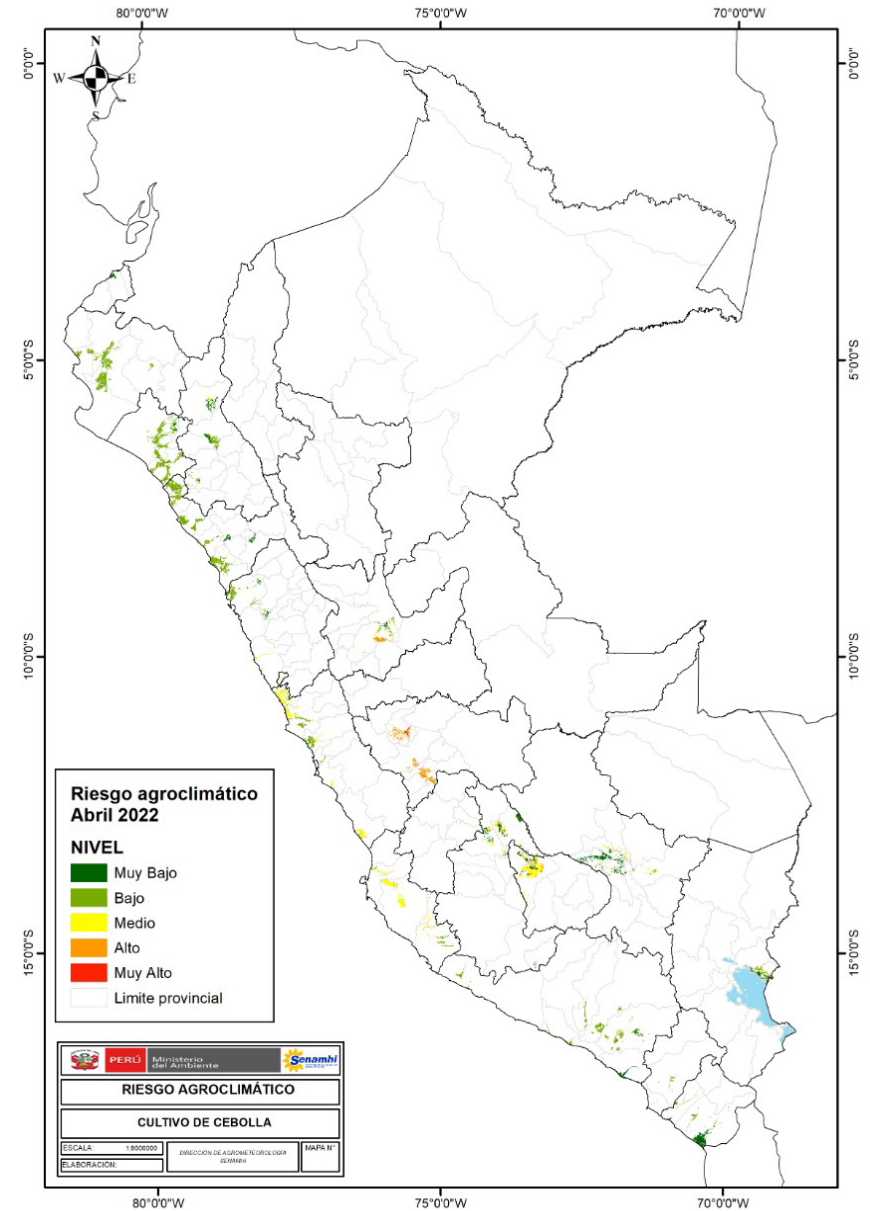 80°0'0"W 75°0'0"W 70°0'0"W
N
W E
S
0°0'0" 0°0'0"
5°0'0"S 5°0'0"S
10°0'0"S 10°0'0"S
15°0'0"S 15°0'0"S
Riesgo agroclimático
Abril 2022
NIVEL
Muy Bajo
Bajo
Medio
Alto
Muy Alto
Limite provincial
PERÚ
Ministerio
del Ambiente
Senamhi
RIESGO AGROCLIMÁTICO
CULTIVO DE CEBOLLA
ESCALA: 1:6000000
ELABORACIÓN:
DIRECCIÓN DE AGROMETEOROLOGÍA
SENAMHI
MAPA N°
80°0'0"W 75°0'0"W 70°0'0"W